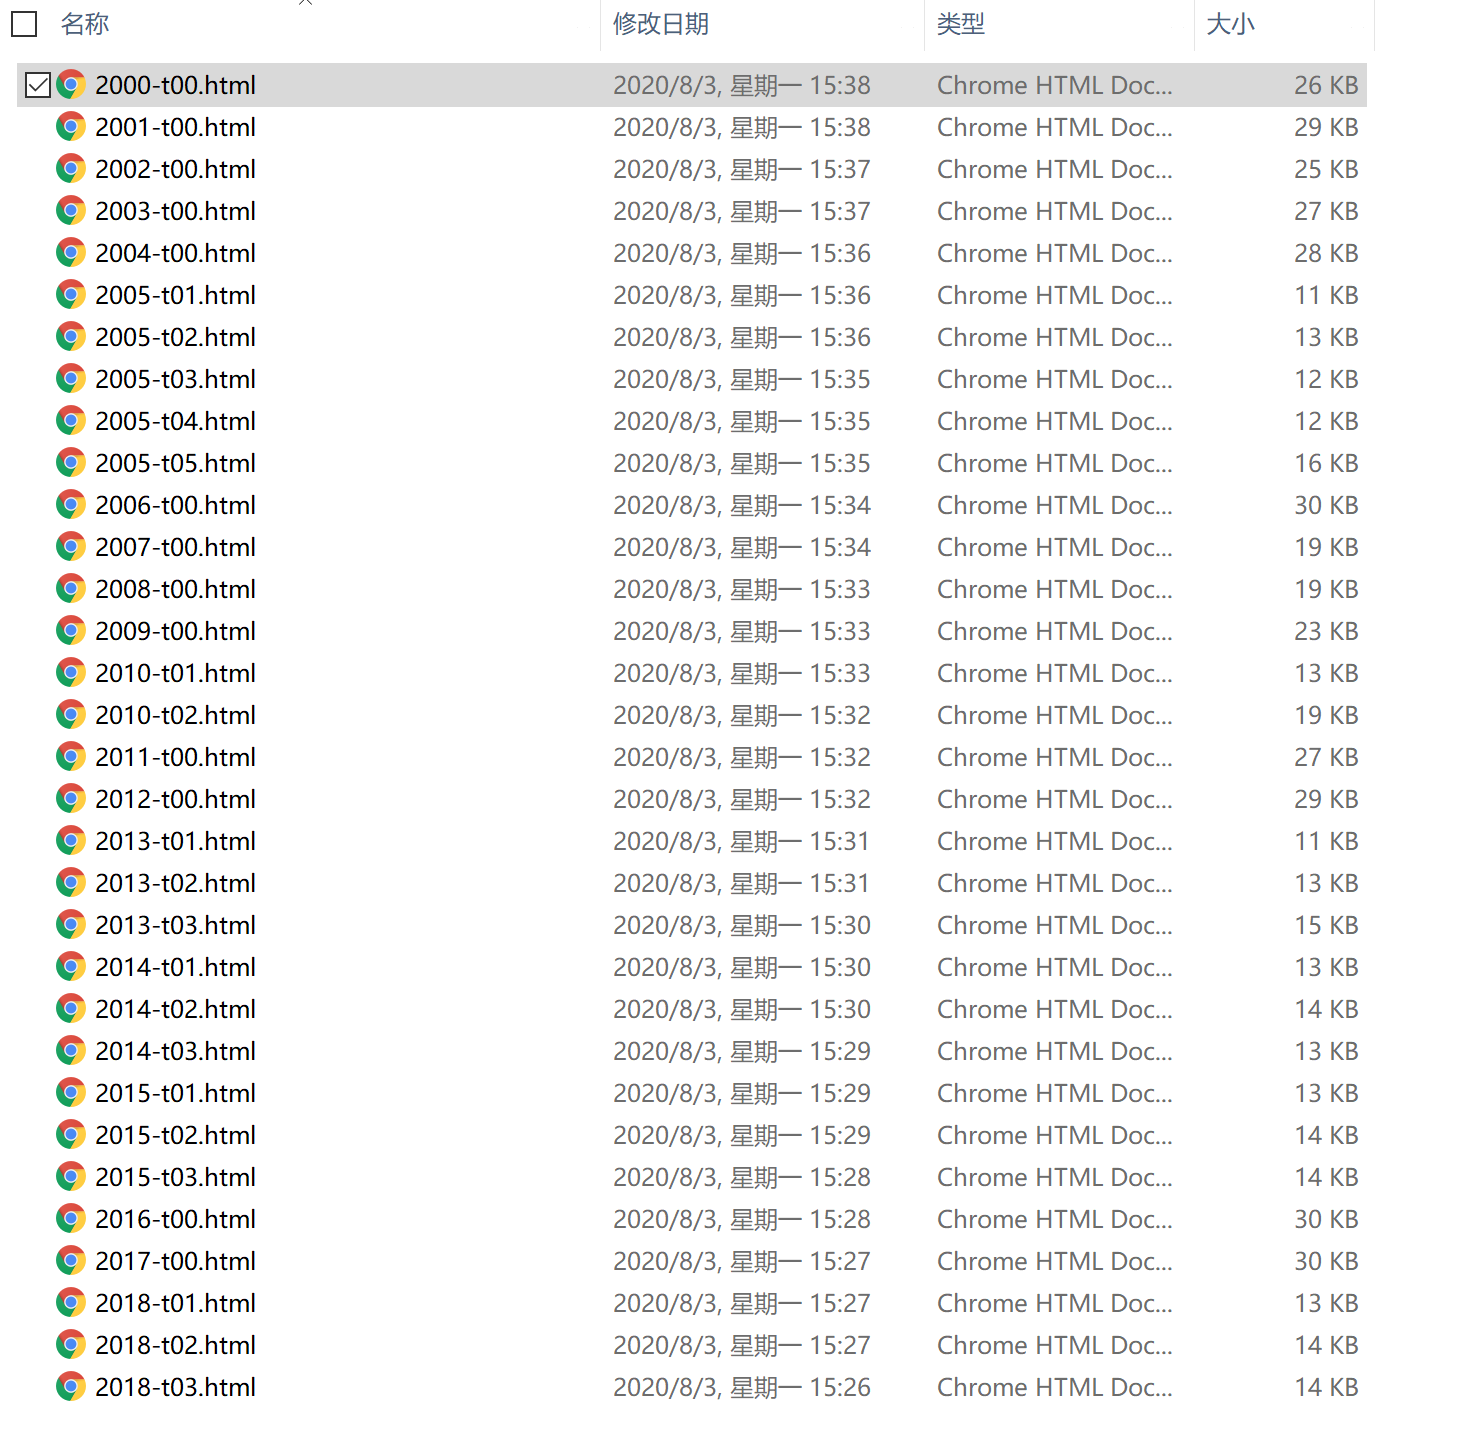 名称 修改日期 类型 大小
2000-t00.html 2020/8/3, 星期一 15:38 Chrome HTML Doc... 26 KB
2001-t00.html 2020/8/3, 星期一 15:38 Chrome HTML Doc... 29 KB
2002-t00.html 2020/8/3, 星期一 15:37 Chrome HTML Doc... 25 KB
2003-t00.html 2020/8/3, 星期一 15:37 Chrome HTML Doc... 27 KB
2004-t00.html 2020/8/3, 星期一 15:36 Chrome HTML Doc... 28 KB
2005-t01.html 2020/8/3, 星期一 15:36 Chrome HTML Doc... 11 KB
2005-t02.html 2020/8/3, 星期一 15:36 Chrome HTML Doc... 13 KB
2005-t03.html 2020/8/3, 星期一 15:35 Chrome HTML Doc... 12 KB
2005-t04.html 2020/8/3, 星期一 15:35 Chrome HTML Doc... 12 KB
2005-t05.html 2020/8/3, 星期一 15:35 Chrome HTML Doc... 16 KB
2006-t00.html 2020/8/3, 星期一 15:34 Chrome HTML Doc... 30 KB
2007-t00.html 2020/8/3, 星期一 15:34 Chrome HTML Doc... 19 KB
2008-t00.html 2020/8/3, 星期一 15:33 Chrome HTML Doc... 19 KB
2009-t00.html 2020/8/3, 星期一 15:33 Chrome HTML Doc... 23 KB
2010-t01.html 2020/8/3, 星期一 15:33 Chrome HTML Doc... 13 KB
2010-t02.html 2020/8/3, 星期一 15:32 Chrome HTML Doc... 19 KB
2011-t00.html 2020/8/3, 星期一 15:32 Chrome HTML Doc... 27 KB
2012-t00.html 2020/8/3, 星期一 15:32 Chrome HTML Doc... 29 KB
2013-t01.html 2020/8/3, 星期一 15:31 Chrome HTML Doc... 11 KB
2013-t02.html 2020/8/3, 星期一 15:31 Chrome HTML Doc... 13 KB
2013-t03.html 2020/8/3, 星期一 15:30 Chrome HTML Doc... 15 KB
2014-t01.html 2020/8/3, 星期一 15:30 Chrome HTML Doc... 13 KB
2014-t02.html 2020/8/3, 星期一 15:30 Chrome HTML Doc... 14 KB
2014-t03.html 2020/8/3, 星期一 15:29 Chrome HTML Doc... 13 KB
2015-t01.html 2020/8/3, 星期一 15:29 Chrome HTML Doc... 13 KB
2015-t02.html 2020/8/3, 星期一 15:29 Chrome HTML Doc... 14 KB
2015-t03.html 2020/8/3, 星期一 15:28 Chrome HTML Doc... 14 KB
2016-t00.html 2020/8/3, 星期一 15:28 Chrome HTML Doc... 30 KB
2017-t00.html 2020/8/3, 星期一 15:27 Chrome HTML Doc... 30 KB
2018-t01.html 2020/8/3, 星期一 15:27 Chrome HTML Doc... 13 KB
2018-t02.html 2020/8/3, 星期一 15:27 Chrome HTML Doc... 14 KB
2018-t03.html 2020/8/3, 星期一 15:26 Chrome HTML Doc... 14 KB